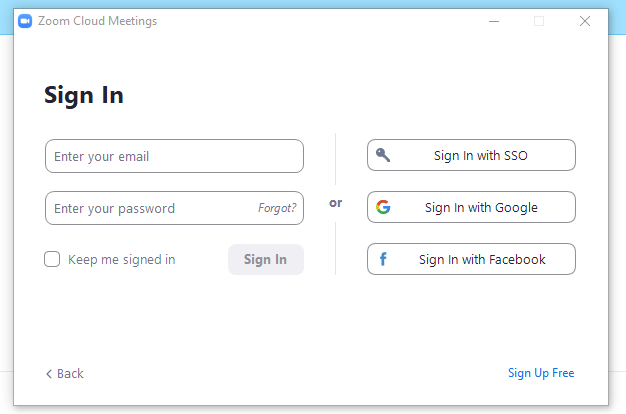 Zoom Cloud Meetings
Sign In
Enter your email
Enter your password
Forgot?
Keep me signed in
Sign In
or
Sign In with SSO
Sign In with Google
Sign In with Facebook
Back
Sign Up Free